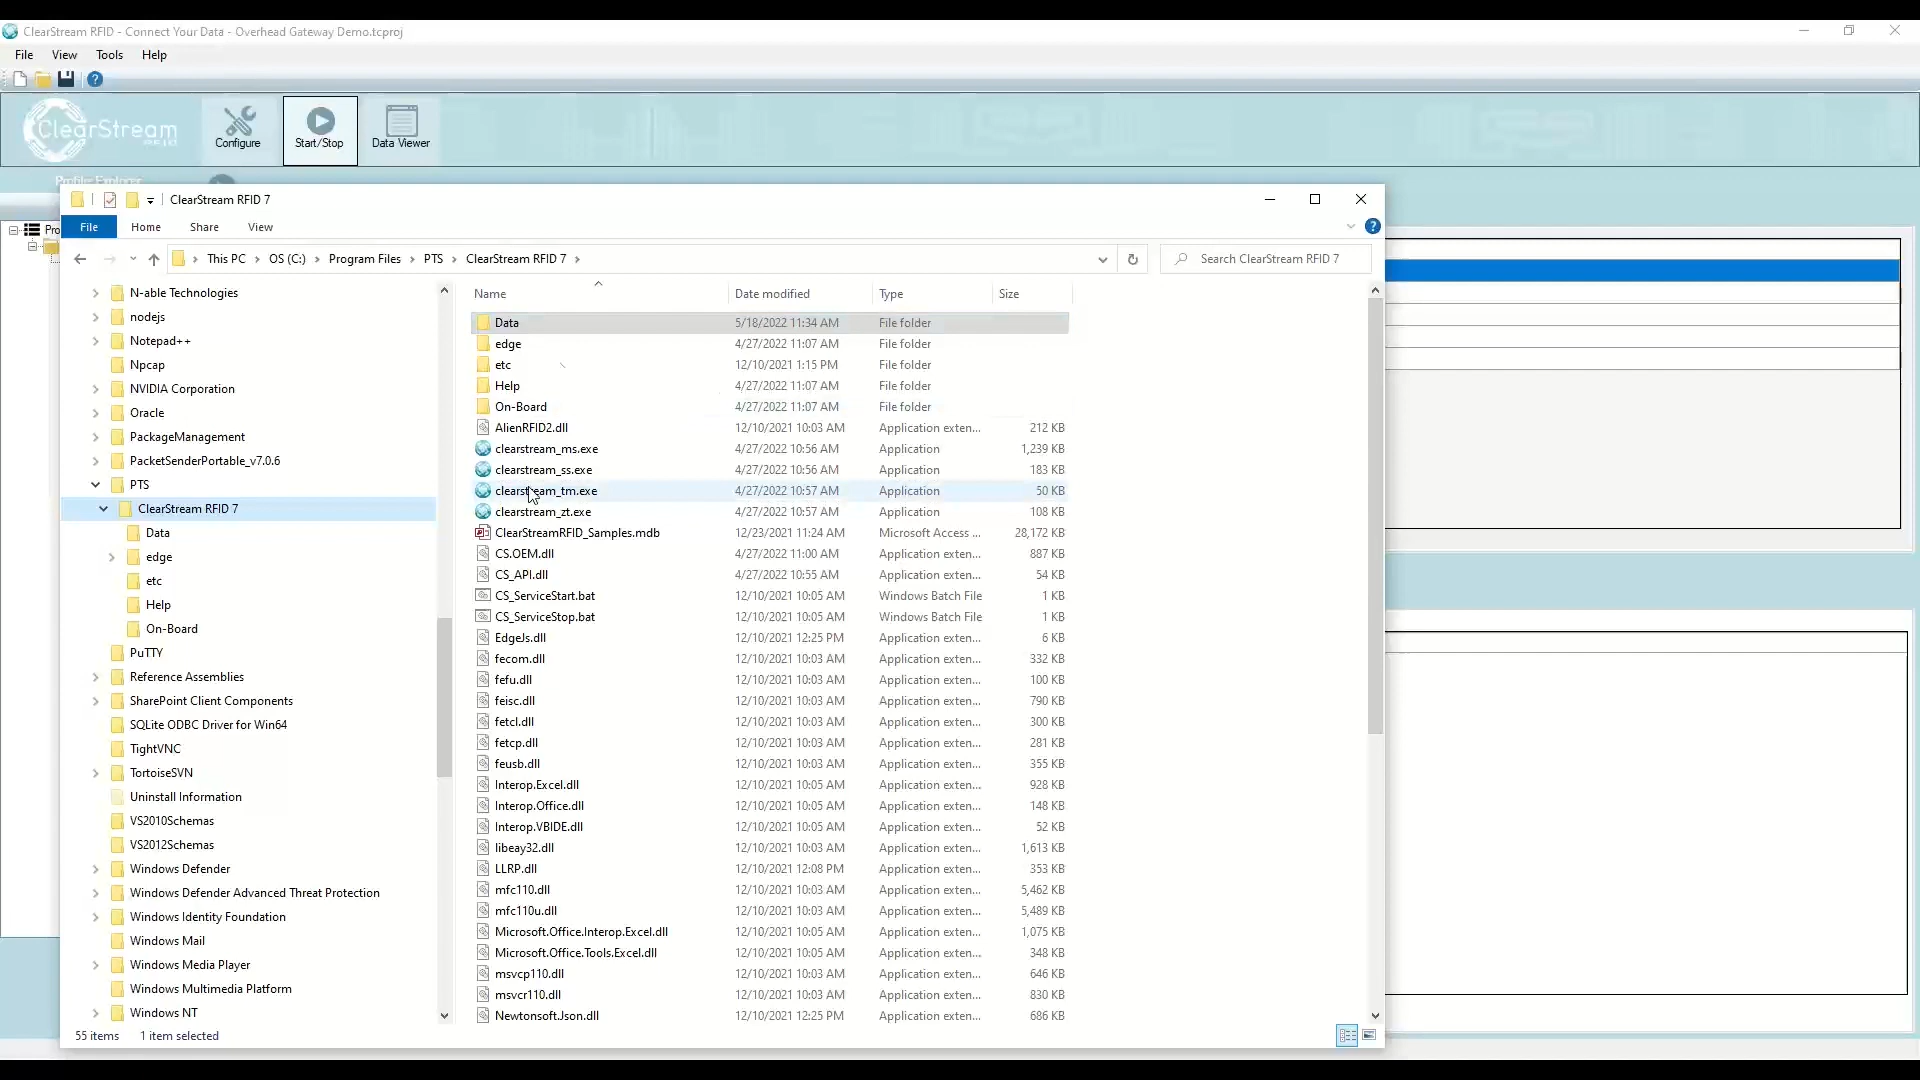 ClearStream RFID - Connect Your Data - Overhead Gateway Demo.tcproj
File View Tools Help
ClearStream
Configure Start/Stop Data Viewer
Profile Explorer
ClearStream RFID 7
Pro
File Home Share View
This PC OS (C:) Program Files PTS ClearStream RFID 7
Search ClearStream RFID 7
N-able Technologies
nodejs
Notepad++
Npcap
NVIDIA Corporation
Oracle
PackageManagement
PacketSenderPortable_v7.0.6
PTS
ClearStream RFID 7
Data
edge
etc
Help
On-Board
PuTTY
Reference Assemblies
SharePoint Client Components
SQLite ODBC Driver for Win64
TightVNC
TortoiseSVN
Uninstall Information
VS2010Schemas
VS2012Schemas
Windows Defender
Windows Defender Advanced Threat Protection
Windows Identity Foundation
Windows Mail
Windows Media Player
Windows Multimedia Platform
Windows NT
Name Date modified Type Size
Data 5/18/2022 11:34 AM File folder
edge 4/27/2022 11:07 AM File folder
etc 12/10/2021 1:15 PM File folder
Help 4/27/2022 11:07 AM File folder
On-Board 4/27/2022 11:07 AM File folder
AlienRFID2.dll 12/10/2021 10:03 AM Application exten... 212 KB
clearstream_ms.exe 4/27/2022 10:56 AM Application 1,239 KB
clearstream_ss.exe 4/27/2022 10:56 AM Application 183 KB
clearstream_tm.exe 4/27/2022 10:57 AM Application 50 KB
clearstream_zt.exe 4/27/2022 10:57 AM Application 108 KB
ClearStreamRFID_Samples.mdb 12/23/2021 11:24 AM Microsoft Access ... 28,172 KB
CS.OEM.dll 4/27/2022 11:00 AM Application exten... 887 KB
CS_API.dll 4/27/2022 10:55 AM Application exten... 54 KB
CS_ServiceStart.bat 12/10/2021 10:05 AM Windows Batch File 1 KB
CS_ServiceStop.bat 12/10/2021 10:05 AM Windows Batch File 1 KB
EdgeJs.dll 12/10/2021 12:25 PM Application exten... 6 KB
fecom.dll 12/10/2021 10:03 AM Application exten... 332 KB
fefu.dll 12/10/2021 10:03 AM Application exten... 100 KB
feisc.dll 12/10/2021 10:03 AM Application exten... 790 KB
fetcl.dll 12/10/2021 10:03 AM Application exten... 300 KB
fetcp.dll 12/10/2021 10:03 AM Application exten... 281 KB
feusb.dll 12/10/2021 10:03 AM Application exten... 355 KB
Interop.Excel.dll 12/10/2021 10:05 AM Application exten... 928 KB
Interop.Office.dll 12/10/2021 10:05 AM Application exten... 148 KB
Interop.VBIDE.dll 12/10/2021 10:05 AM Application exten... 52 KB
libeay32.dll 12/10/2021 10:03 AM Application exten... 1,613 KB
LLRP.dll 12/10/2021 12:08 PM Application exten... 353 KB
mfc110.dll 12/10/2021 10:03 AM Application exten... 5,462 KB
mfc110u.dll 12/10/2021 10:03 AM Application exten... 5,489 KB
Microsoft.Office.Interop.Excel.dll 12/10/2021 10:05 AM Application exten... 1,075 KB
Microsoft.Office.Tools.Excel.dll 12/10/2021 10:05 AM Application exten... 348 KB
msvcp110.dll 12/10/2021 10:03 AM Application exten... 646 KB
msvcr110.dll 12/10/2021 10:03 AM Application exten... 830 KB
Newtonsoft.Json.dll 12/10/2021 12:25 PM Application exten... 686 KB
55 items 1 item selected